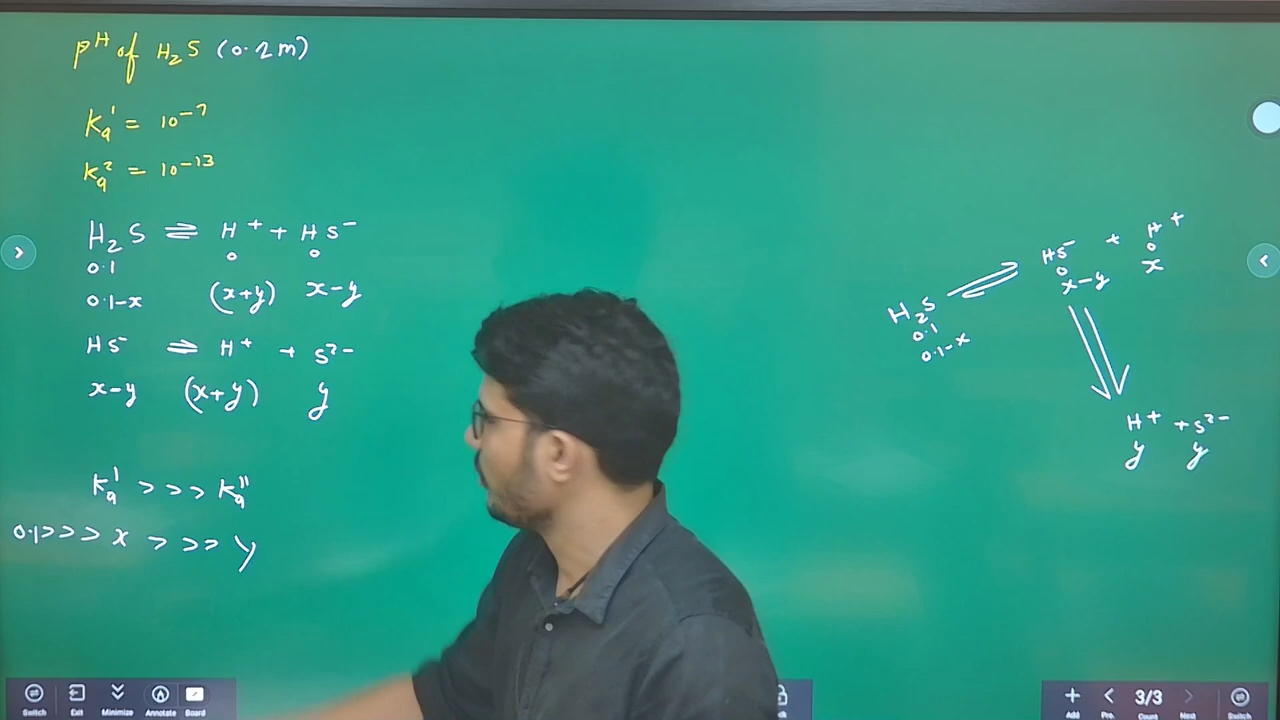 pH of H₂S (0.1m)
Ka¹ = 10⁻⁷
Ka² = 10⁻¹³
H₂S ⇌ H⁺ + HS⁻
0.1 0 0
0.1-x (x+y) x-y
HS⁻ ⇌ H⁺ + S²⁻
x-y (x+y) y
Ka¹ >>> Ka''
0.1>>> x >>> y
HS⁻ + H⁺
0 0
x-y x
H₂S
0.1
0.1-x
H⁺ + S²⁻
y y
Switch Exit Minimize Annotate Board
Add Pre. 3/3 Count Next Switch